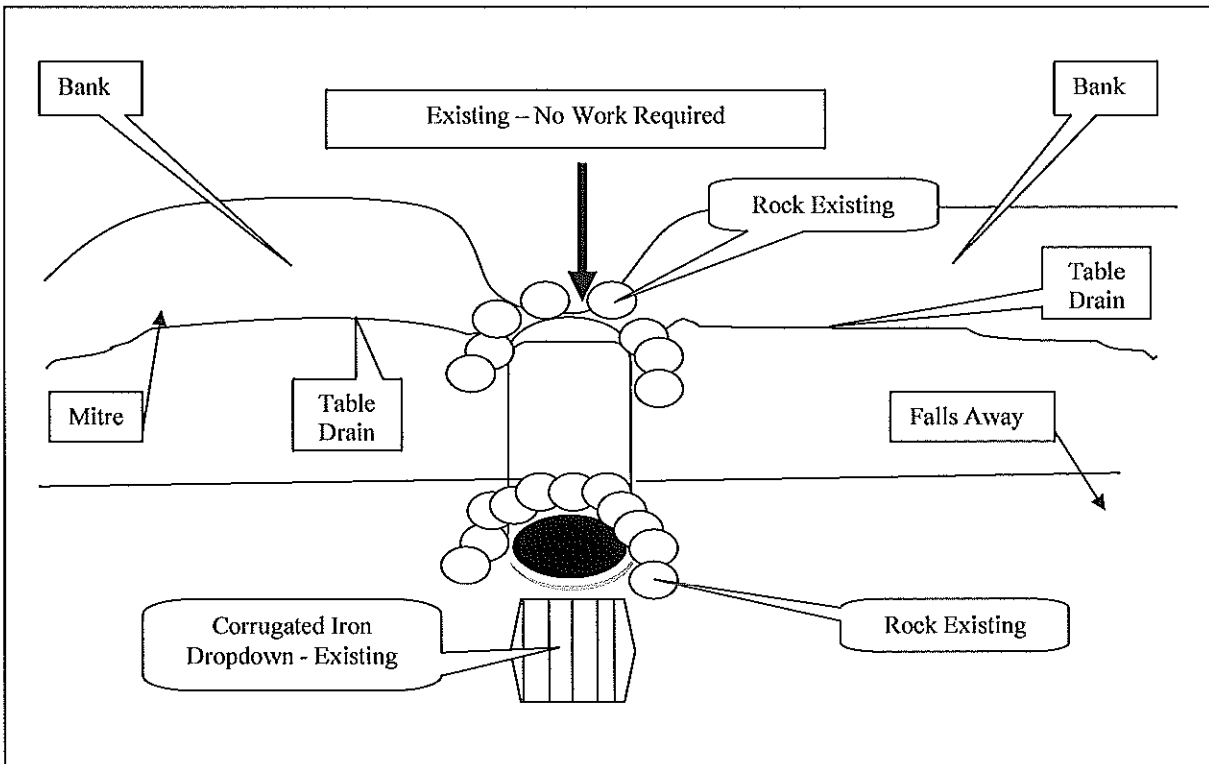 Bank
Existing – No Work Required
Bank
Rock Existing
Table
Drain
Mitre
Table
Drain
Falls Away
Corrugated Iron
Dropdown - Existing
Rock Existing